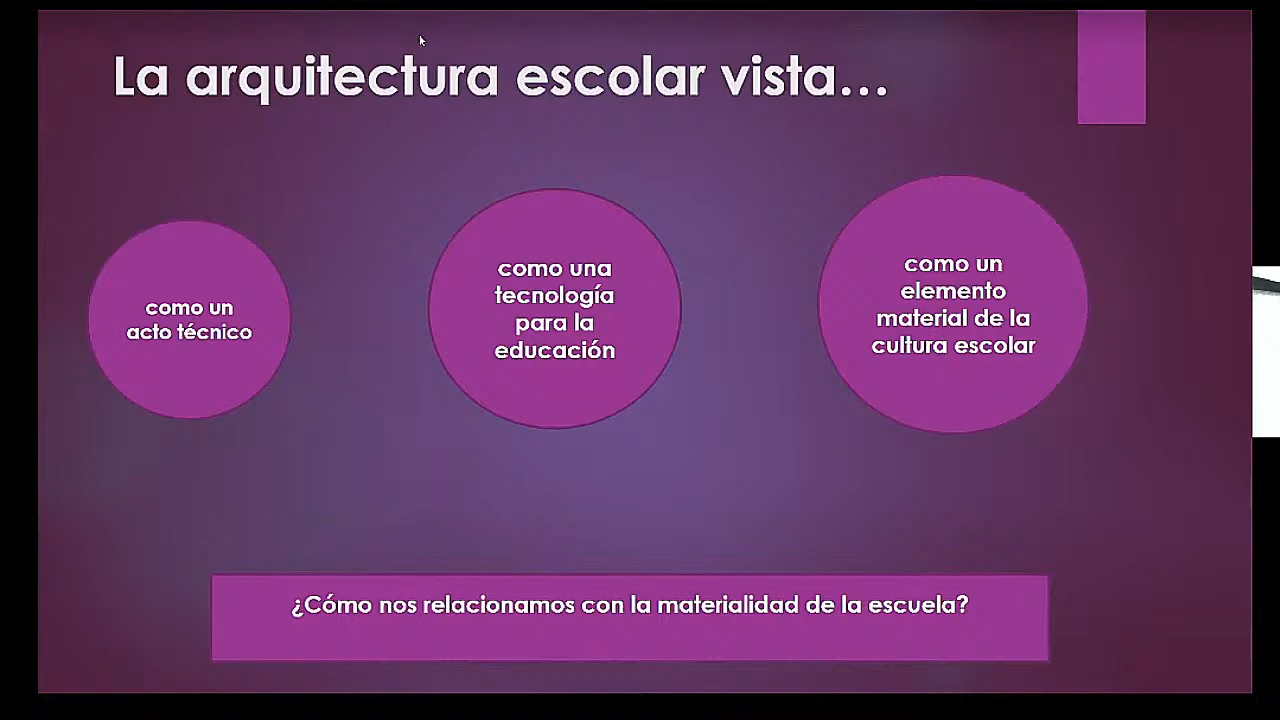 La arquitectura escolar vista...
como un
acto técnico
como una
tecnología
para la
educación
como un
elemento
material de la
cultura escolar
¿Cómo nos relacionamos con la materialidad de la escuela?